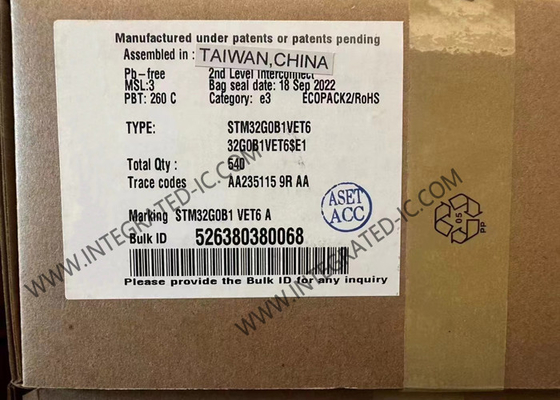 Manufactured under patents or patents pending
Assembled in : TAIWAN,CHINA
Pb-free 2nd Level Interconnect
MSL:3 Bag seal date: 18 Sep 2022
PBT: 260 C Category: e3 ECOPACK2/RoHS
TYPE: STM32G0B1VET6
32G0B1VET6$E1
Total Qty : 540
Trace codes AA235115 9R AA
ASET
ACC
Marking STM32G0B1 VET6 A
Bulk ID 526380380068
Please provide the Bulk ID for any inquiry
05
PP
WWW.INTEGRATED-IC.COM
WWW.INTEGRATED-IC.COM
WWW.INTEGRATED-IC.COM